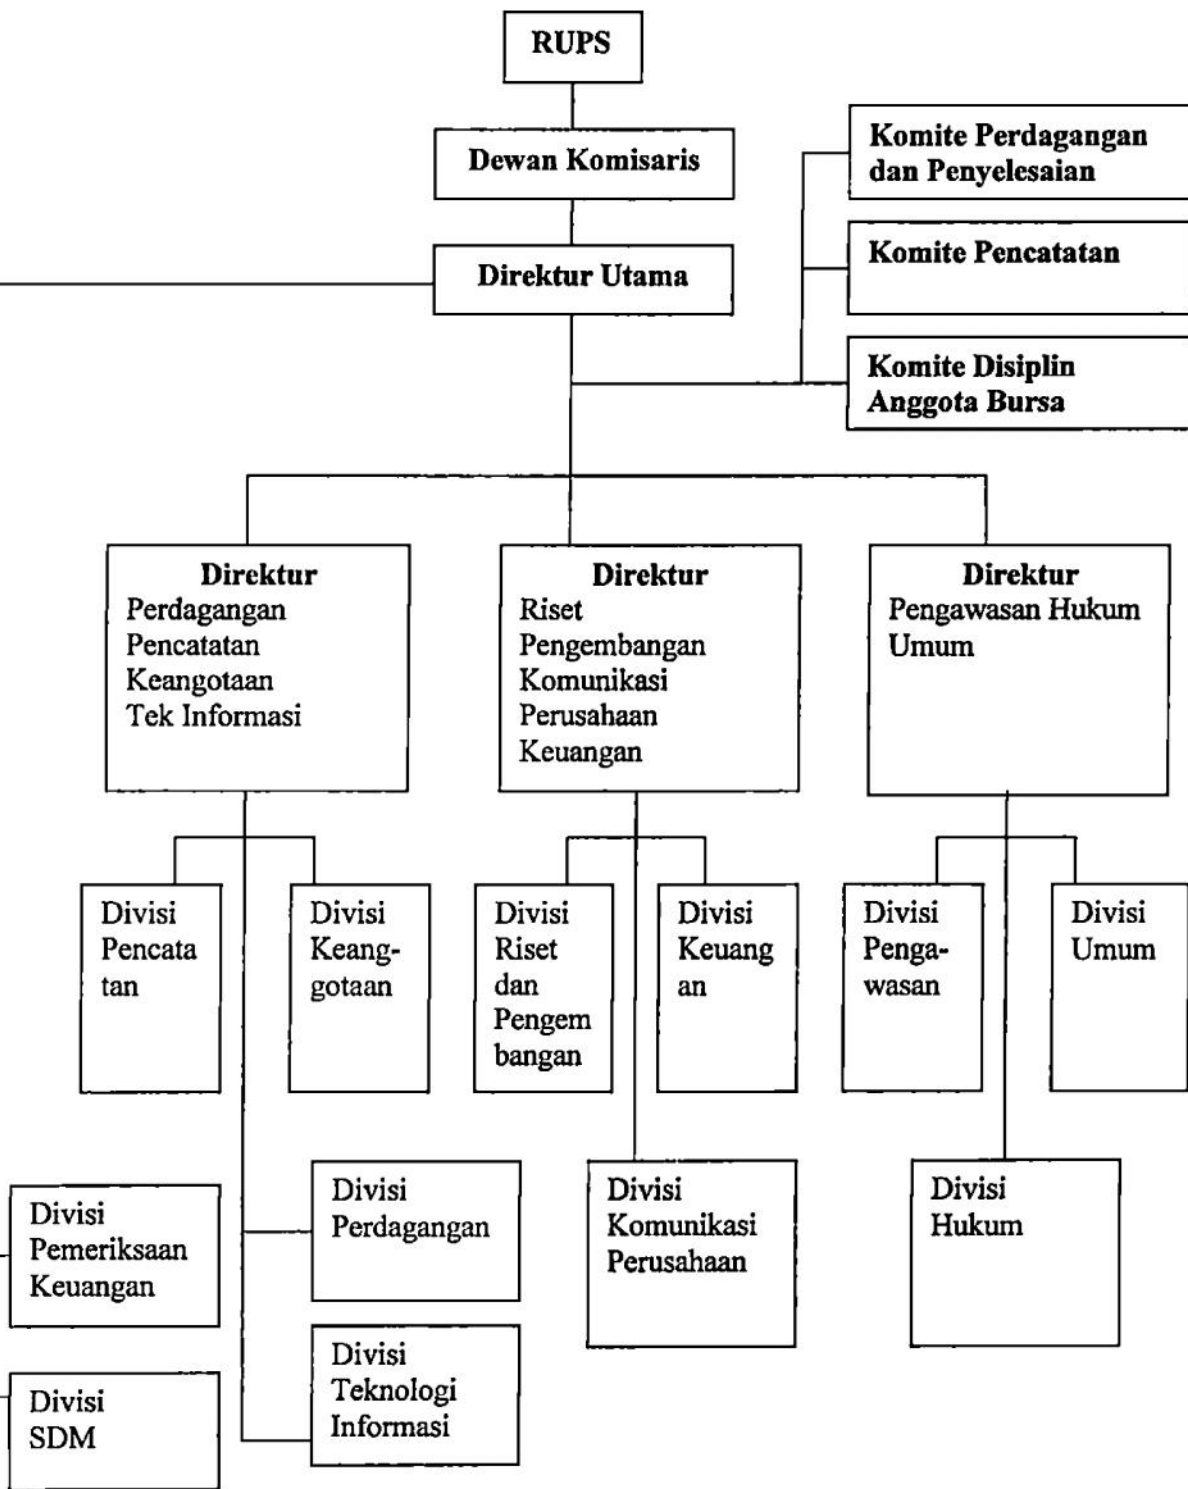 RUPS
Dewan Komisaris
Direktur Utama
Komite Perdagangan
dan Penyelesaian
Komite Pencatatan
Komite Disiplin
Anggota Bursa
Direktur
Perdagangan
Pencatatan
Keangotaan
Tek Informasi
Direktur
Riset
Pengembangan
Komunikasi
Perusahaan
Keuangan
Direktur
Pengawasan Hukum
Umum
Divisi
Pencata
tan
Divisi
Keang-
gotaan
Divisi
Riset
dan
Pengem
bangan
Divisi
Keuang
an
Divisi
Penga-
wasan
Divisi
Umum
Divisi
Pemeriksaan
Keuangan
Divisi
Perdagangan
Divisi
Komunikasi
Perusahaan
Divisi
Hukum
Divisi
SDM
Divisi
Teknologi
Informasi